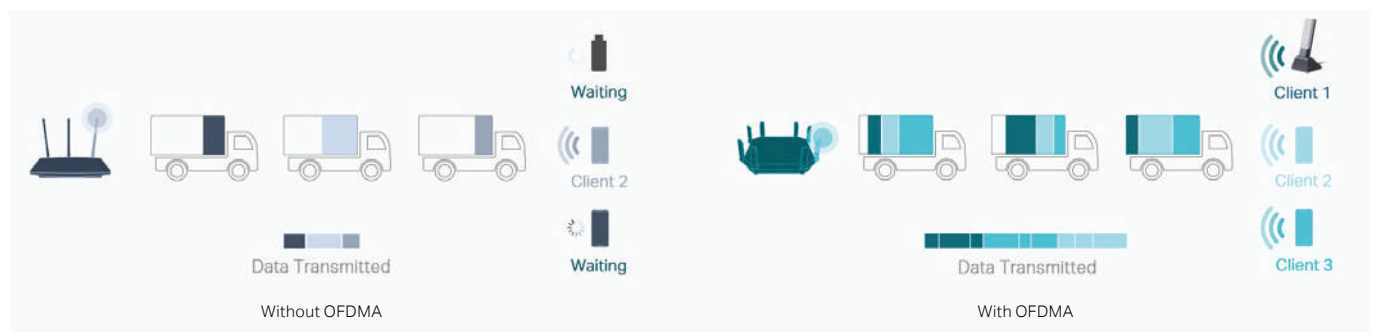 Waiting
Client 2
Waiting
Data Transmitted
Without OFDMA
Client 1
Client 2
Client 3
Data Transmitted
With OFDMA